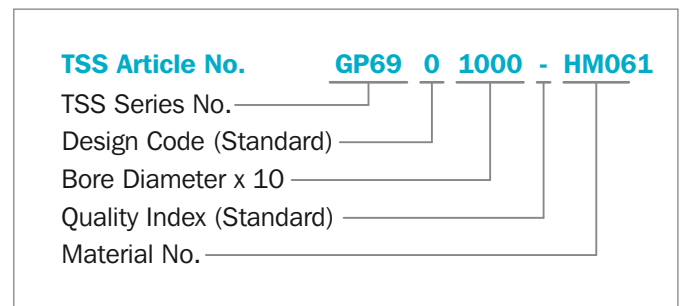 TSS Article No. GP69 0 1000 - HM061
TSS Series No.
Design Code (Standard)
Bore Diameter x 10
Quality Index (Standard)
Material No.